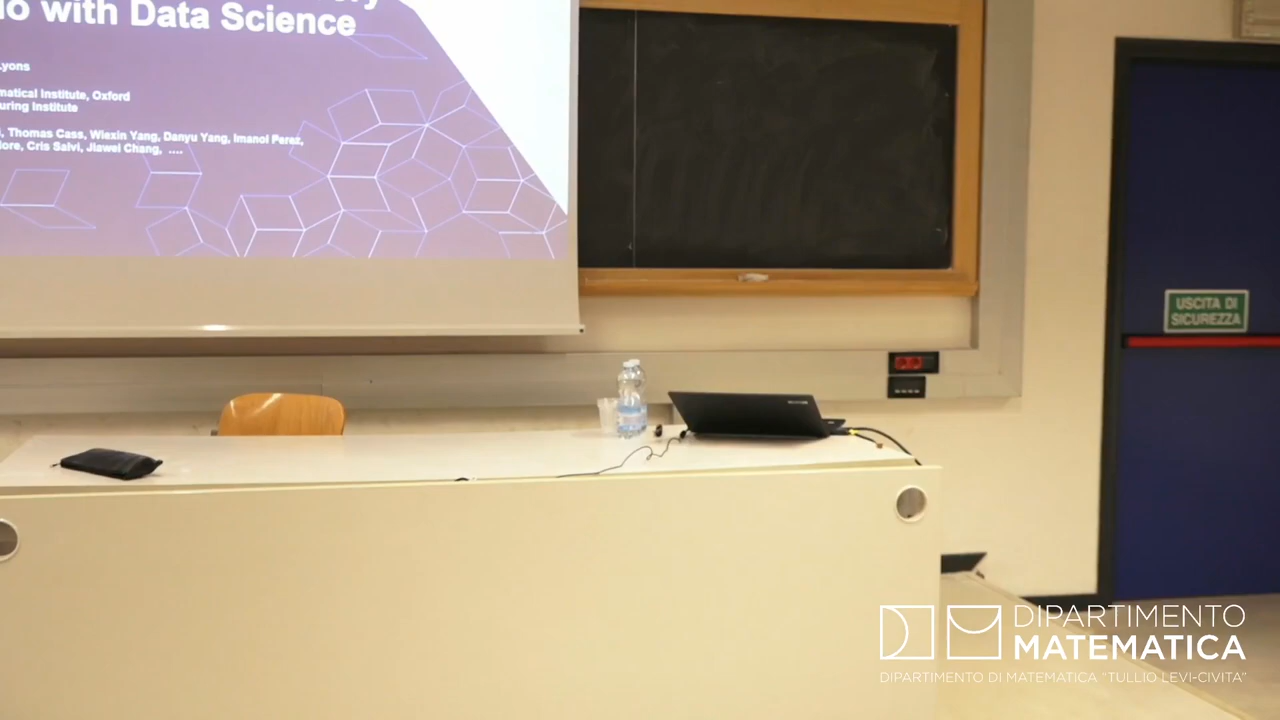 with Data Science
Lyons
matical Institute, Oxford
uring Institute
Thomas Cass, Wiexin Yang, Danyu Yang, Imanol Perez,
Cris Salvi, Jiawei Chang, ....
USCITA DI
SICUREZZA
DIPARTIMENTO
MATEMATICA
DIPARTIMENTO DI MATEMATICA "TULLIO LEVI-CIVITA"